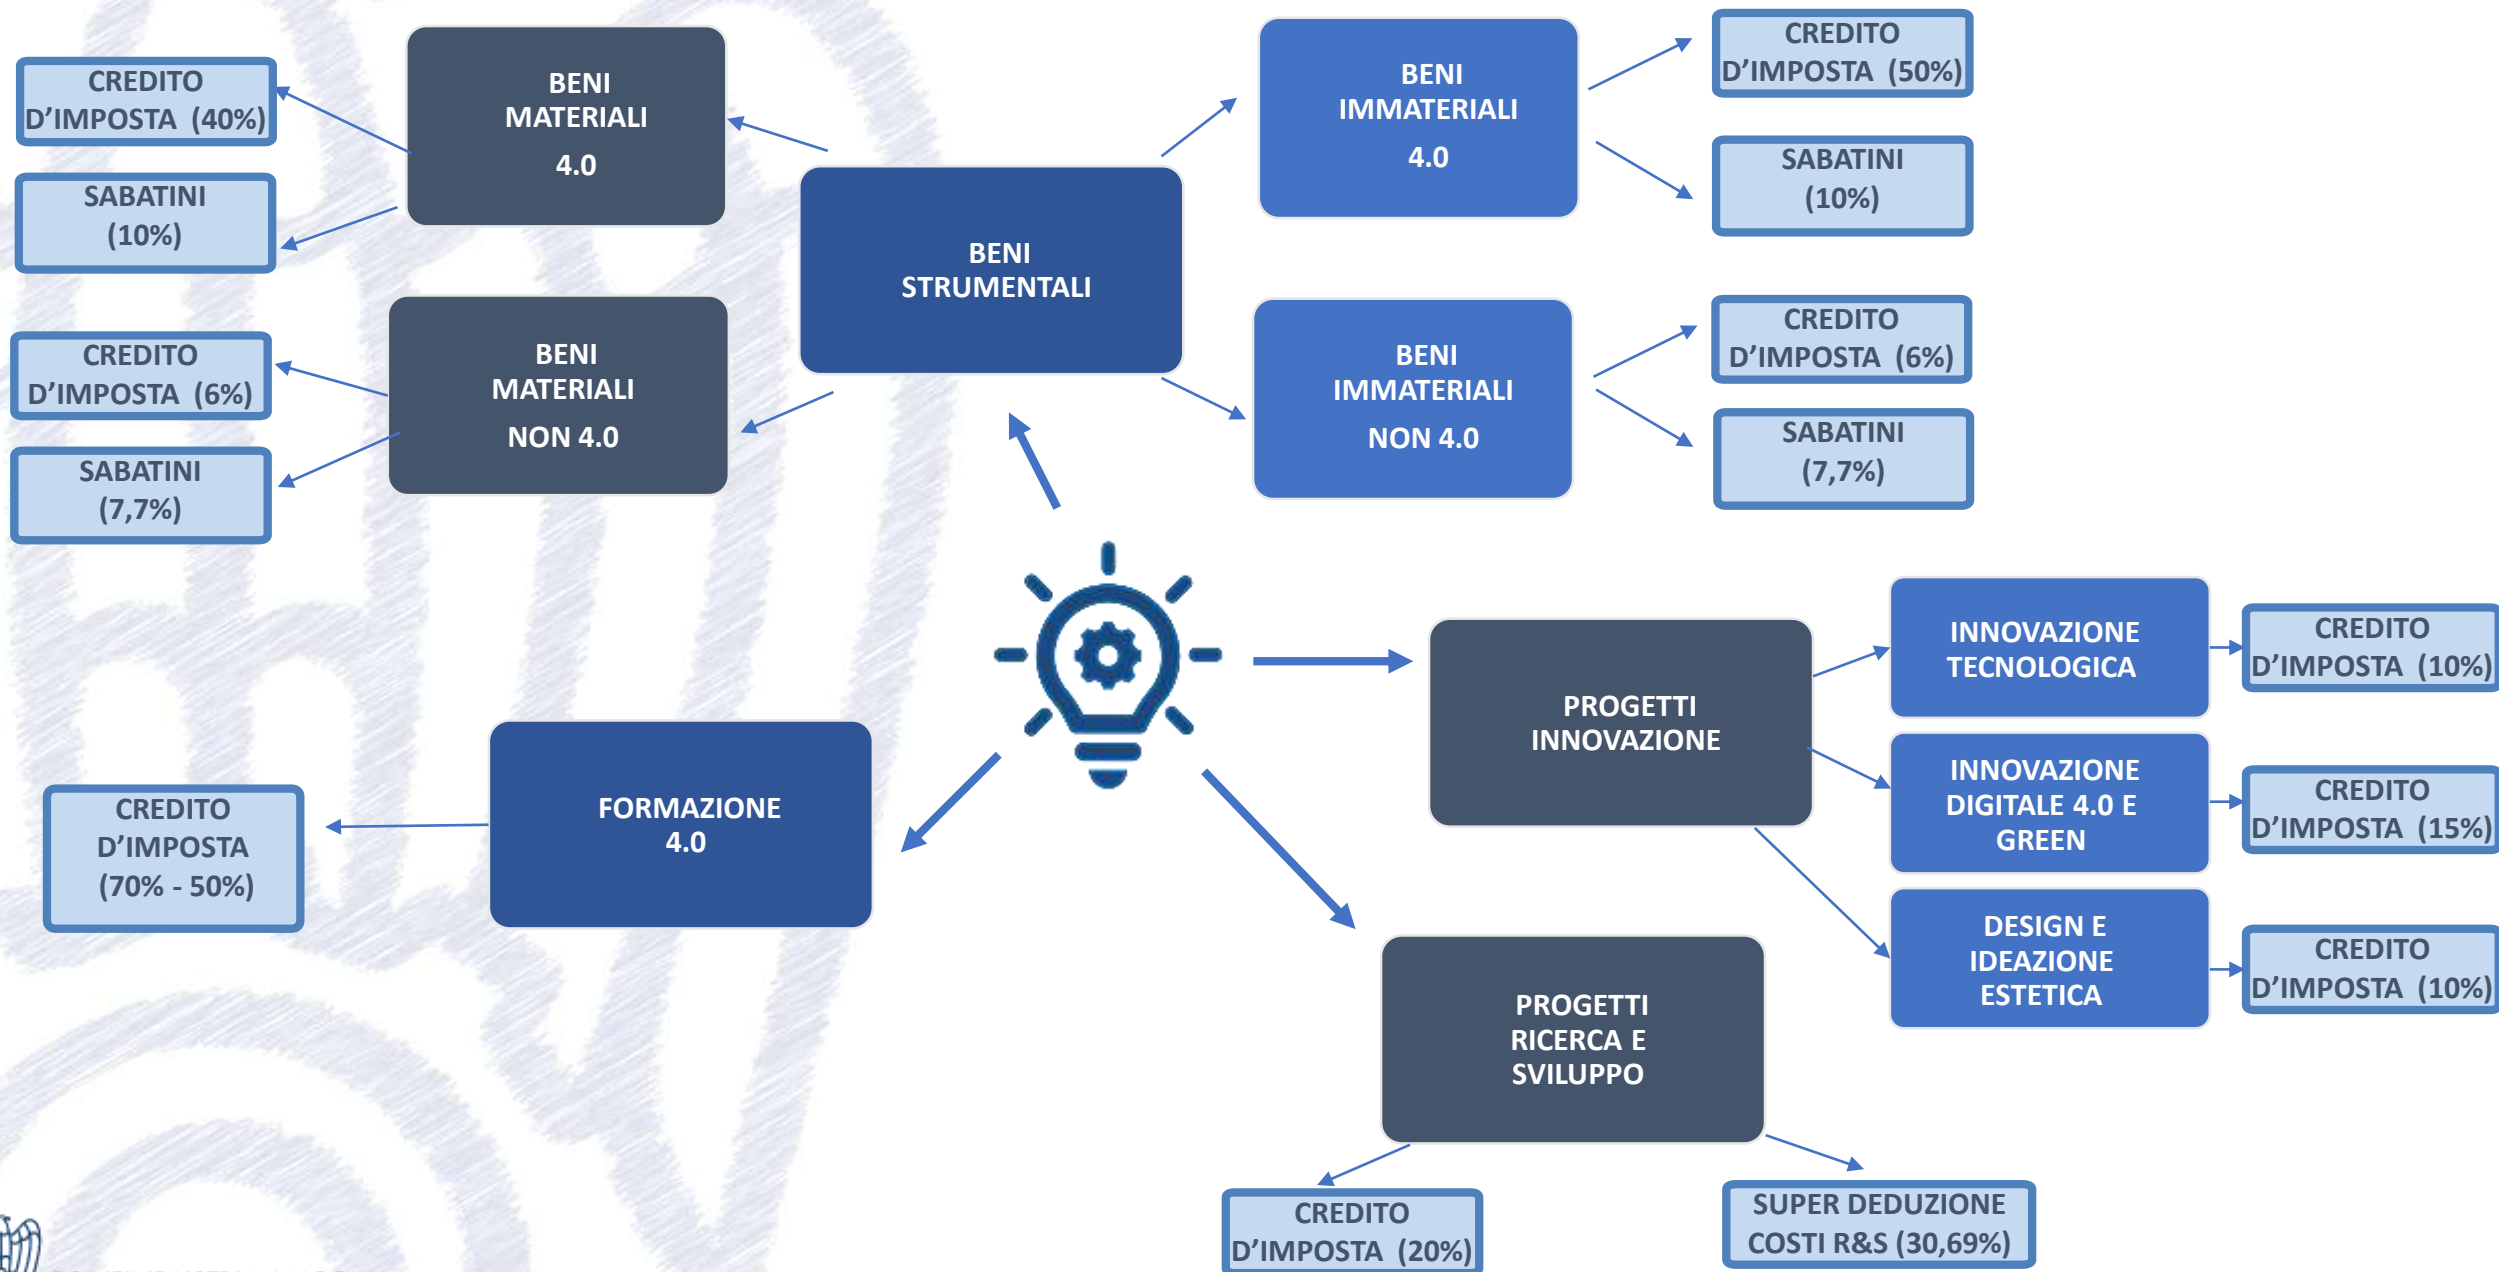 CREDITO
D’IMPOSTA (40%)
SABATINI
(10%)
BENI
MATERIALI
4.0
CREDITO
D’IMPOSTA (6%)
SABATINI
(7,7%)
BENI
MATERIALI
NON 4.0
BENI
STRUMENTALI
BENI
IMMATERIALI
4.0
CREDITO
D’IMPOSTA (50%)
SABATINI
(10%)
BENI
IMMATERIALI
NON 4.0
CREDITO
D’IMPOSTA (6%)
SABATINI
(7,7%)
PROGETTI
INNOVAZIONE
INNOVAZIONE
TECNOLOGICA
CREDITO
D’IMPOSTA (10%)
INNOVAZIONE
DIGITALE 4.0 E
GREEN
CREDITO
D’IMPOSTA (15%)
DESIGN E
IDEAZIONE
ESTETICA
CREDITO
D’IMPOSTA (10%)
FORMAZIONE
4.0
CREDITO
D’IMPOSTA
(70% - 50%)
PROGETTI
RICERCA E
SVILUPPO
CREDITO
D’IMPOSTA (20%)
SUPER DEDUZIONE
COSTI R&S (30,69%)